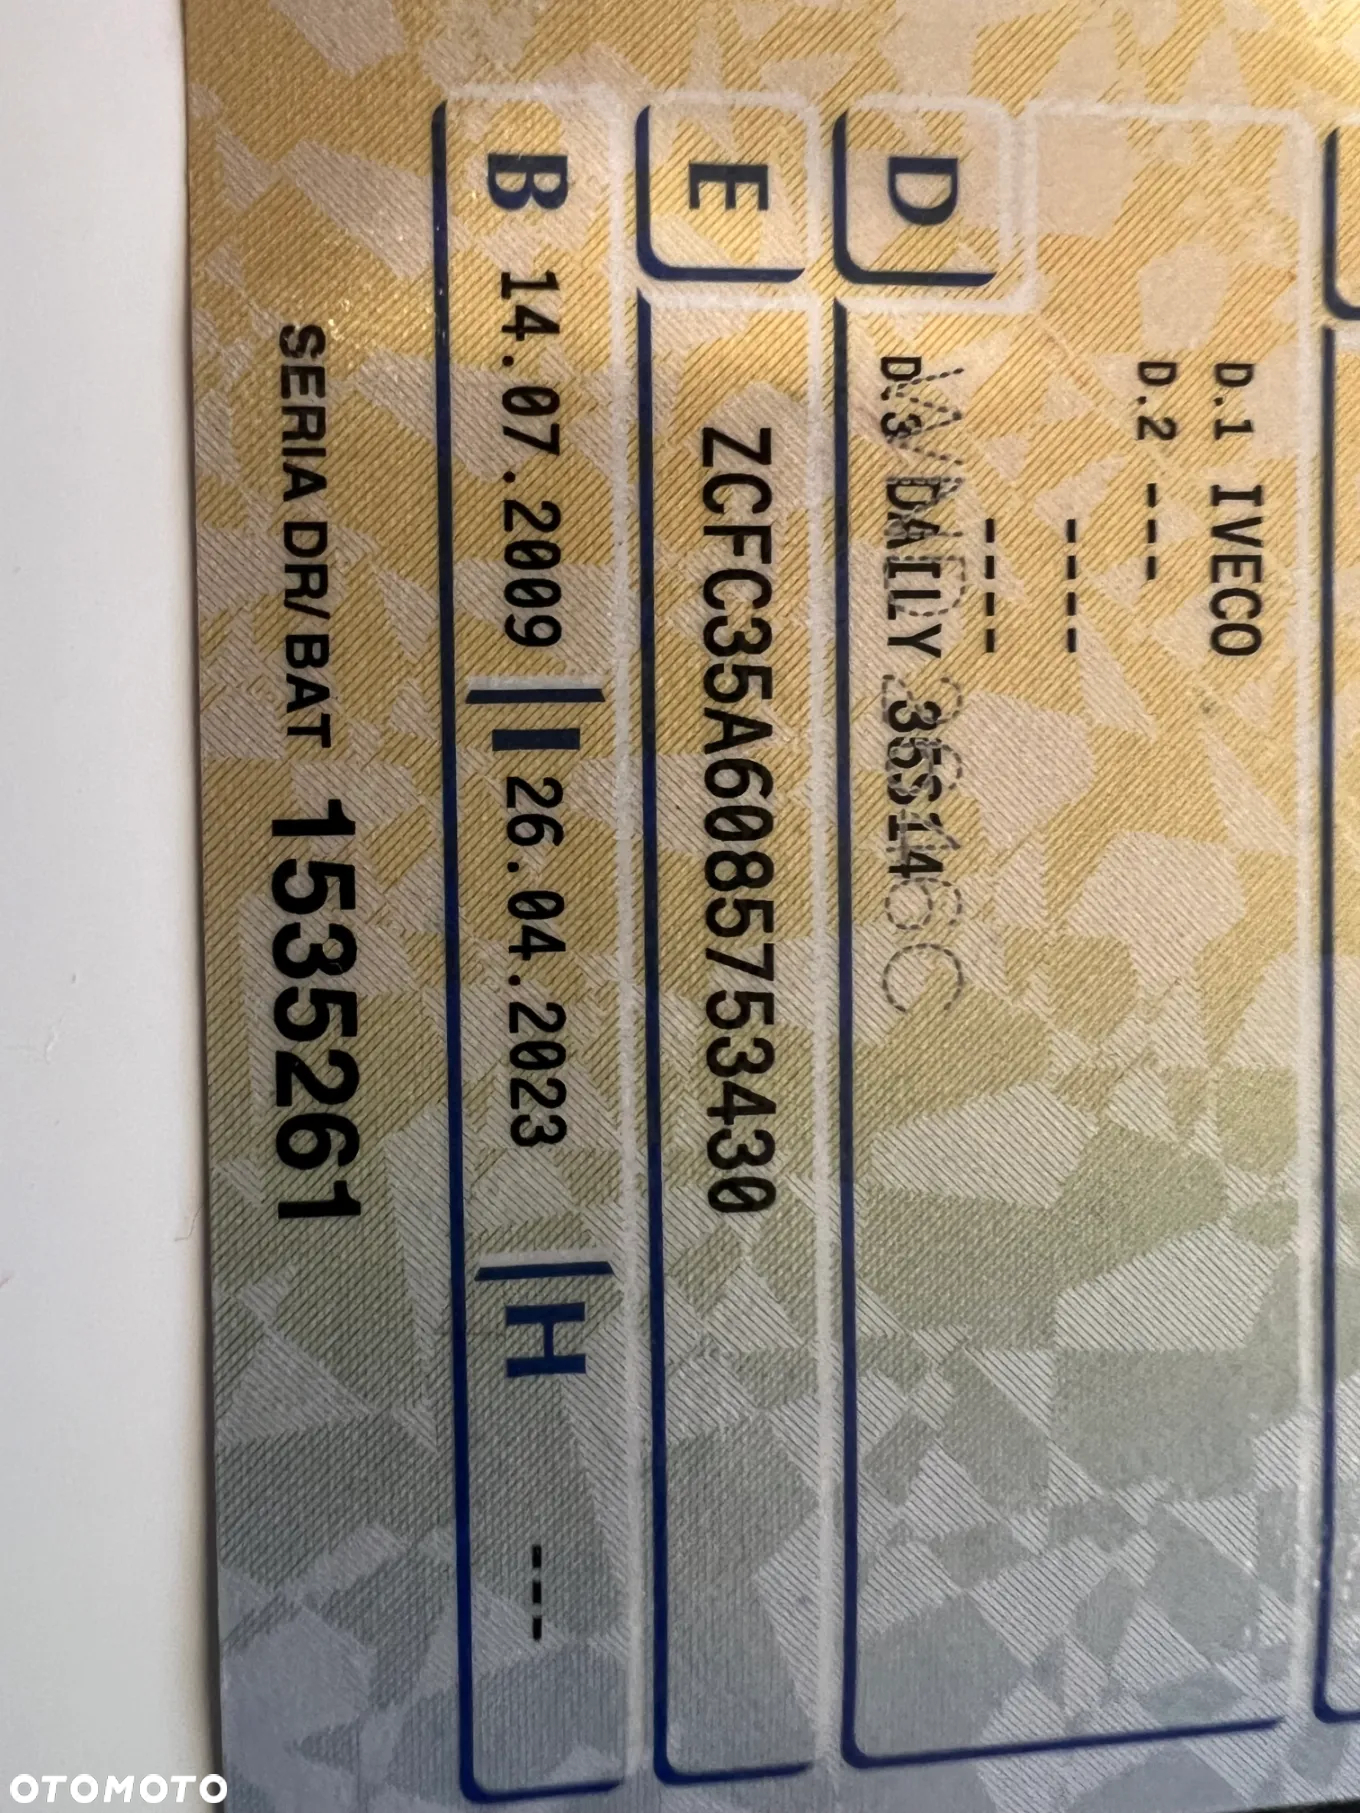 D.1 IVECO
D.2 ---
----
----
D
D.3 DAILY 35S14
E ZCFC35A6085753430
B 14.07.2009 I 26.04.2023 H ---
SERIA DR/BAT 1535261
OTOMOTO